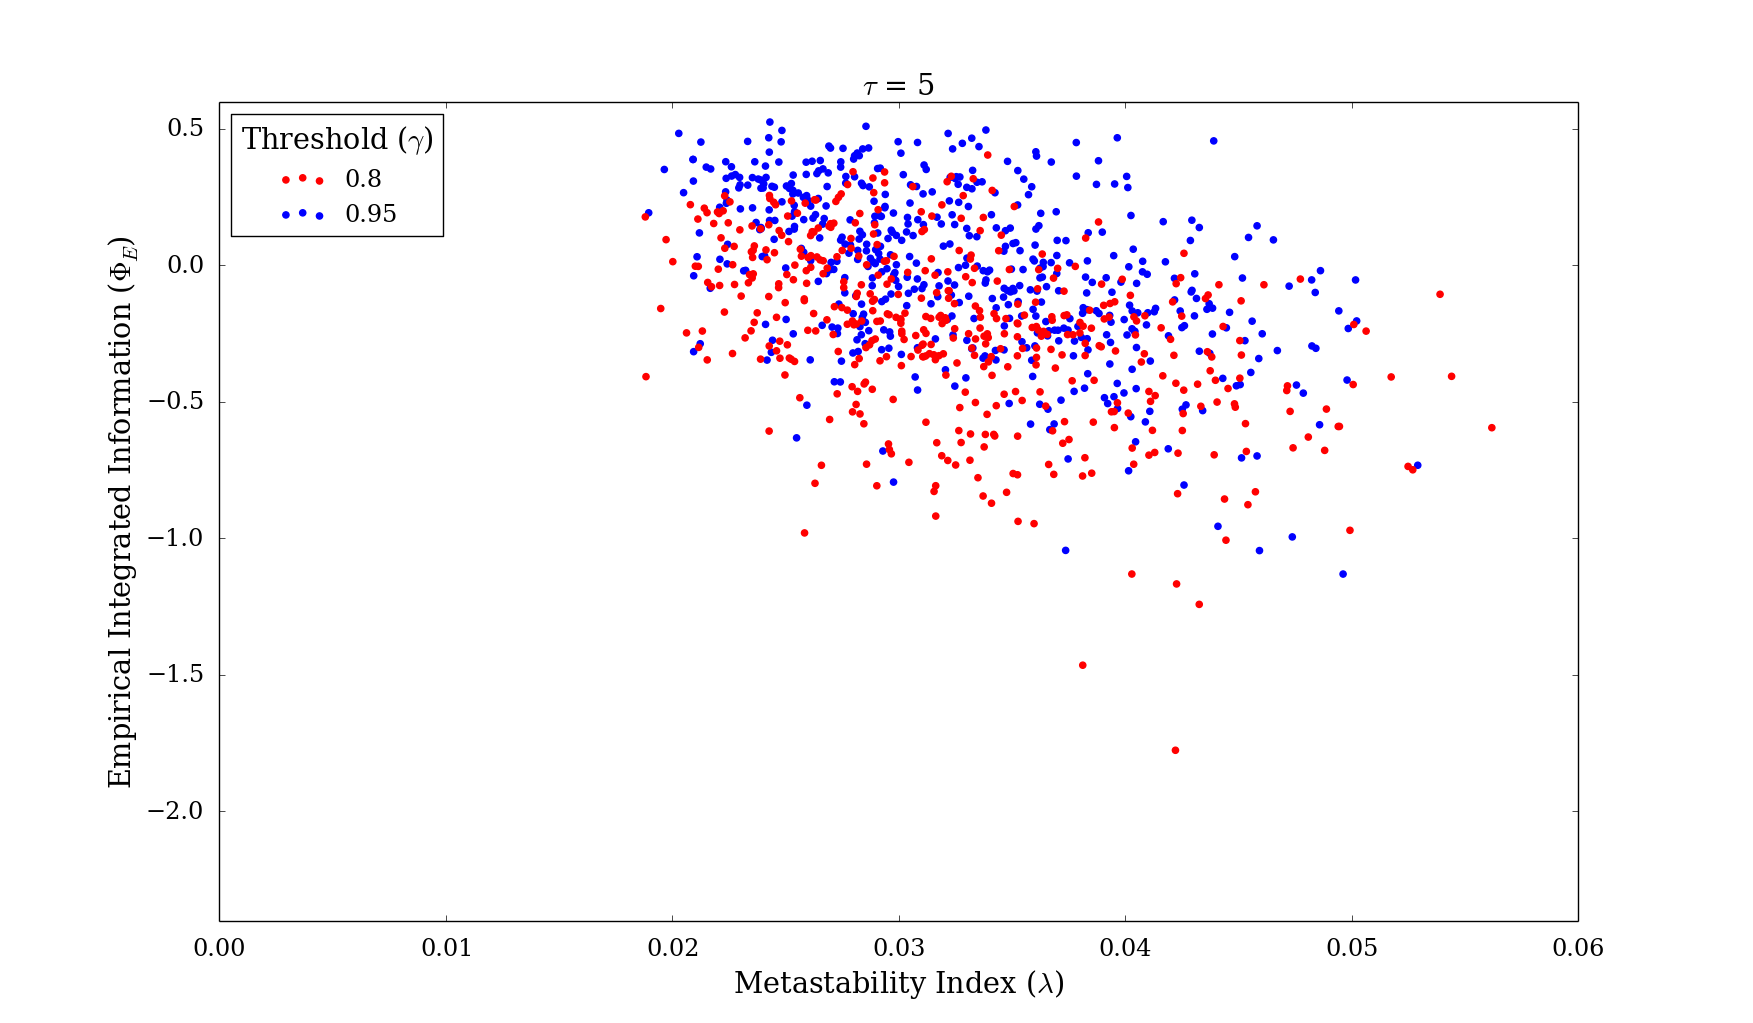 τ = 5
Threshold (γ)
0.8
0.95
Empirical Integrated Information (Φ_E)
0.5
0.0
−0.5
−1.0
−1.5
−2.0
0.00 0.01 0.02 0.03 0.04 0.05 0.06
Metastability Index (λ)